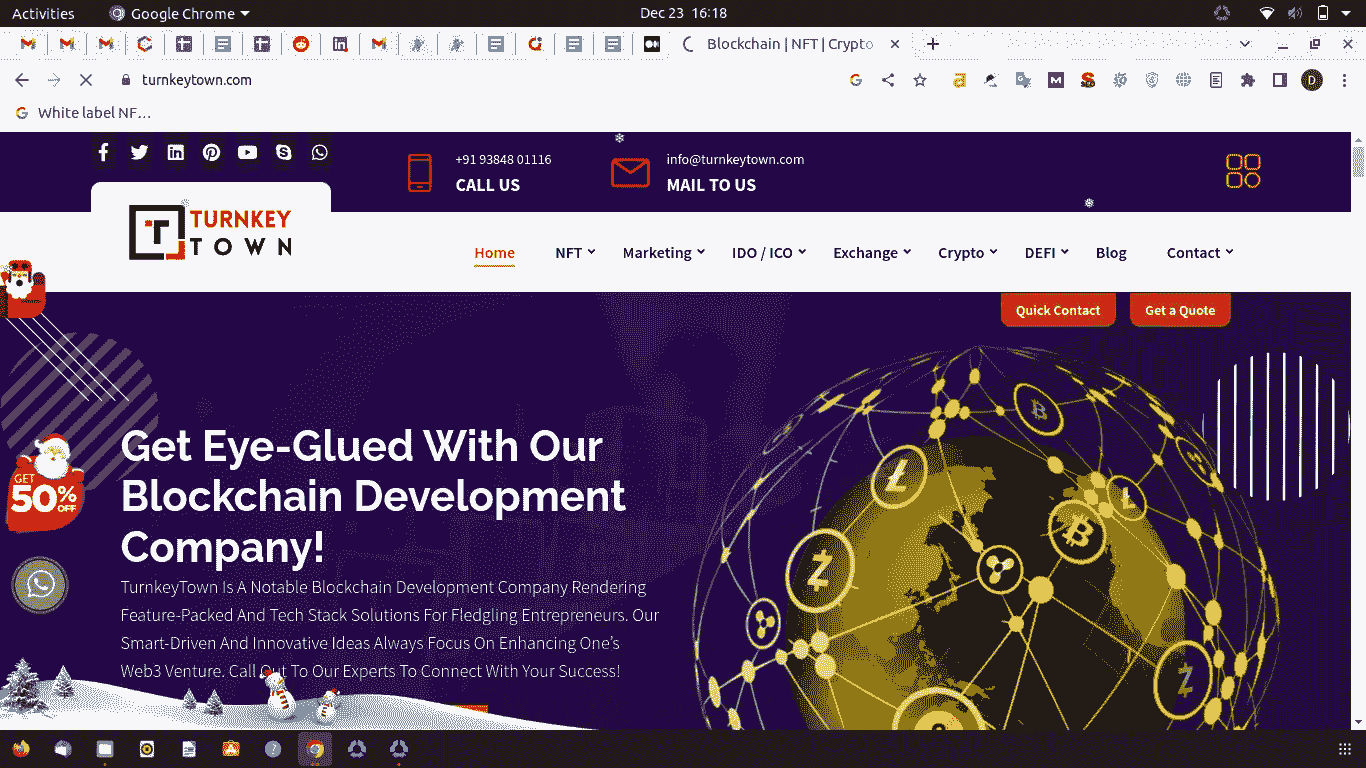 Activities
Google Chrome
Dec 23 16:18
Blockchain | NFT | Crypto
turnkeytown.com
White label NF…
+91 93848 01116
CALL US
info@turnkeytown.com
MAIL TO US
TURNKEY
TOWN
Home
NFT
Marketing
IDO / ICO
Exchange
Crypto
DEFI
Blog
Contact
Quick Contact
Get a Quote
GET
50%
OFF
Get Eye-Glued With Our
Blockchain Development
Company!
TurnkeyTown Is A Notable Blockchain Development Company Rendering
Feature-Packed And Tech Stack Solutions For Fledgling Entrepreneurs. Our
Smart-Driven And Innovative Ideas Always Focus On Enhancing One's
Web3 Venture. Call Out To Our Experts To Connect With Your Success!